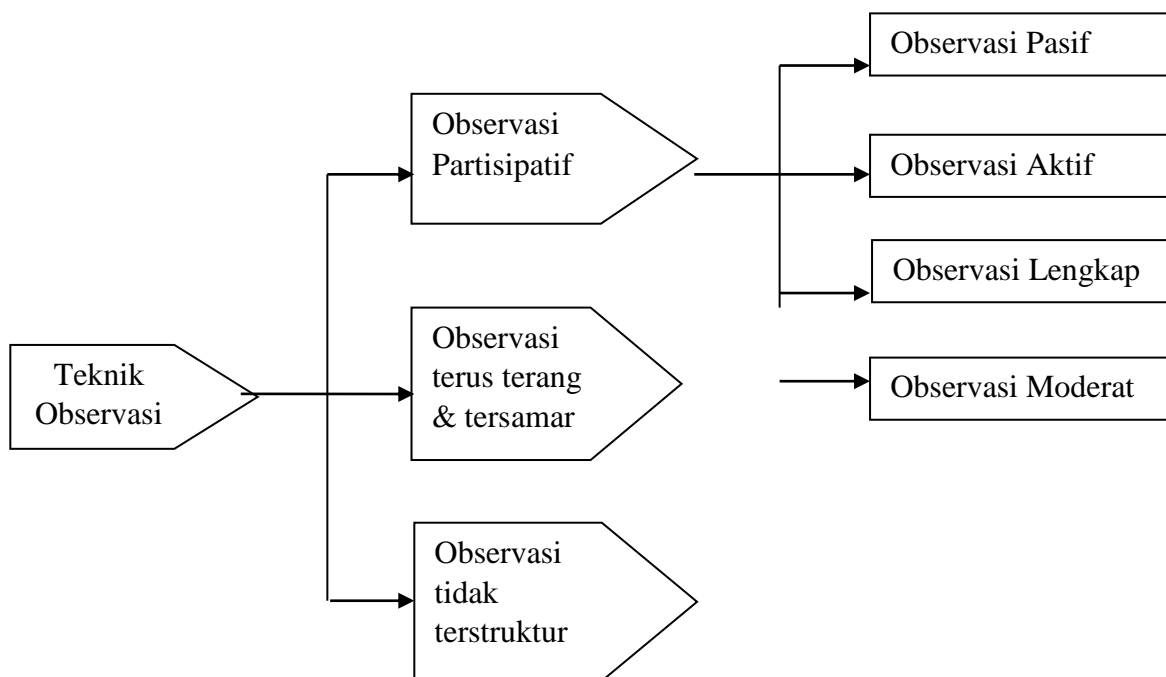 Teknik
Observasi
Observasi
Partisipatif
Observasi
terus terang
& tersamar
Observasi
tidak
terstruktur
Observasi Pasif
Observasi Aktif
Observasi Lengkap
Observasi Moderat